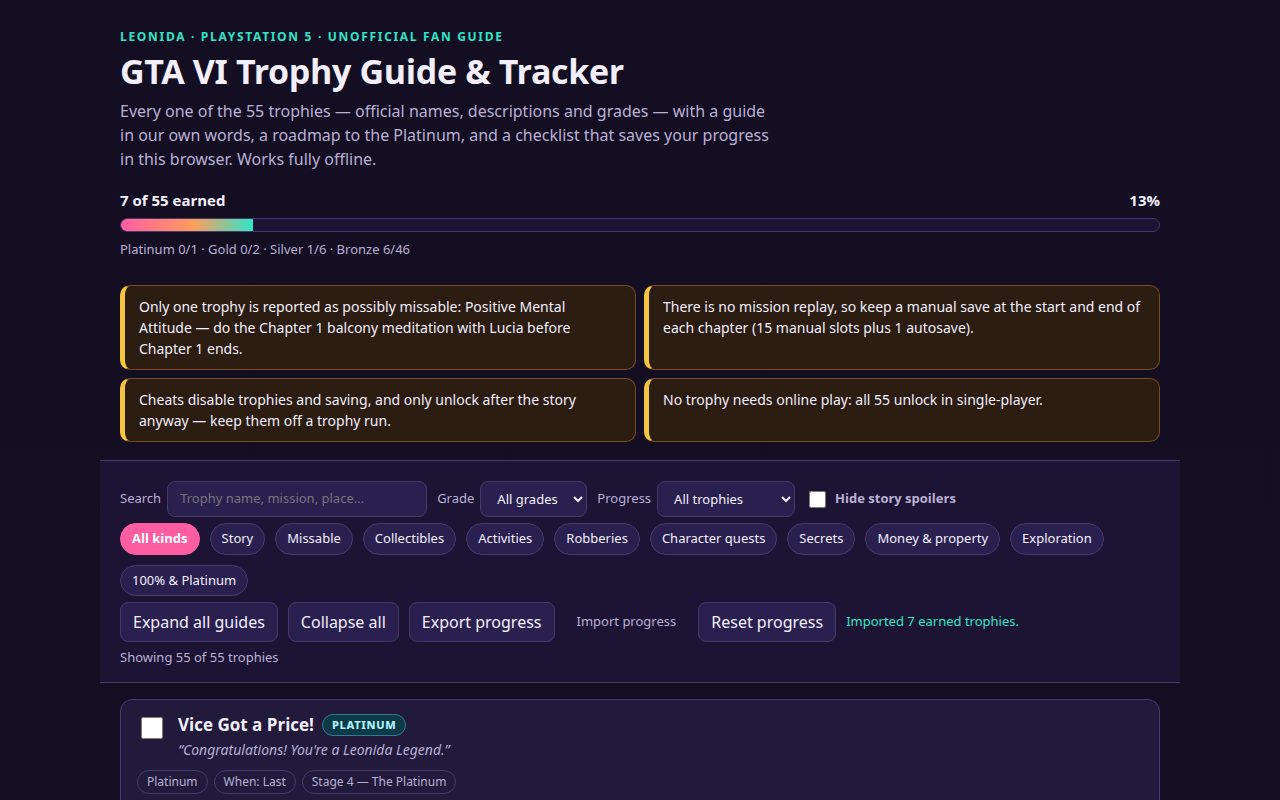 LEONIDA · PLAYSTATION 5 · UNOFFICIAL FAN GUIDE
GTA VI Trophy Guide & Tracker
Every one of the 55 trophies — official names, descriptions and grades — with a guide
in our own words, a roadmap to the Platinum, and a checklist that saves your progress
in this browser. Works fully offline.
7 of 55 earned 13%
Platinum 0/1 · Gold 0/2 · Silver 1/6 · Bronze 6/46
Only one trophy is reported as possibly missable: Positive Mental
Attitude — do the Chapter 1 balcony meditation with Lucia before
Chapter 1 ends.
There is no mission replay, so keep a manual save at the start and end of
each chapter (15 manual slots plus 1 autosave).
Cheats disable trophies and saving, and only unlock after the story
anyway — keep them off a trophy run.
No trophy needs online play: all 55 unlock in single-player.
Search Trophy name, mission, place... Grade All grades Progress All trophies Hide story spoilers
All kinds Story Missable Collectibles Activities Robberies Character quests Secrets Money & property Exploration
100% & Platinum
Expand all guides Collapse all Export progress Import progress Reset progress Imported 7 earned trophies.
Showing 55 of 55 trophies
Vice Got a Price! PLATINUM
"Congratulations! You're a Leonida Legend."
Platinum When: Last Stage 4 — The Platinum